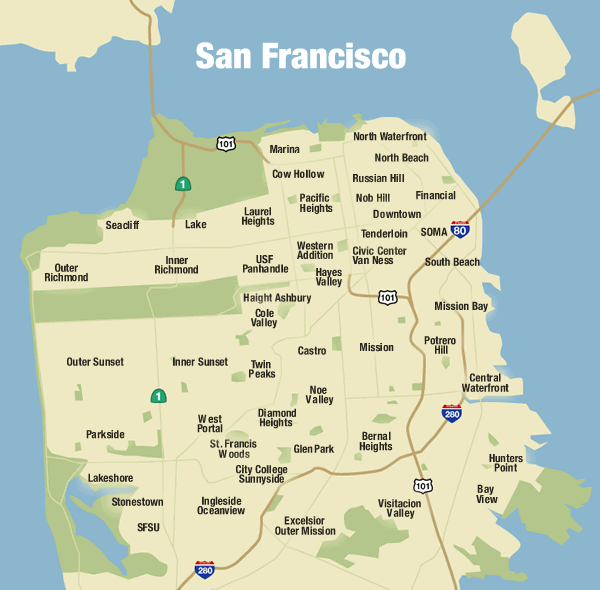 San Francisco
North Waterfront
101
Marina
North Beach
Cow Hollow
Russian Hill
1
Pacific
Heights
Nob Hill
Financial
Laurel
Heights
Downtown
Seacliff
Lake
Tenderloin
SOMA
80
Western
Addition
Civic Center
Van Ness
Outer
Richmond
Inner
Richmond
USF
Panhandle
South Beach
Hayes
Valley
Haight Ashbury
101
Mission Bay
Cole
Valley
Potrero
Hill
Castro
Mission
Outer Sunset
Inner Sunset
Twin
Peaks
Central
Waterfront
1
Noe
Valley
280
Diamond
Heights
West
Portal
Parkside
St. Francis
Woods
Glen Park
Bernal
Heights
Hunters
Point
City College
Sunnyside
Lakeshore
101
Bay
View
Stonestown
Ingleside
Oceanview
Visitacion
Valley
SFSU
Excelsior
Outer Mission
280